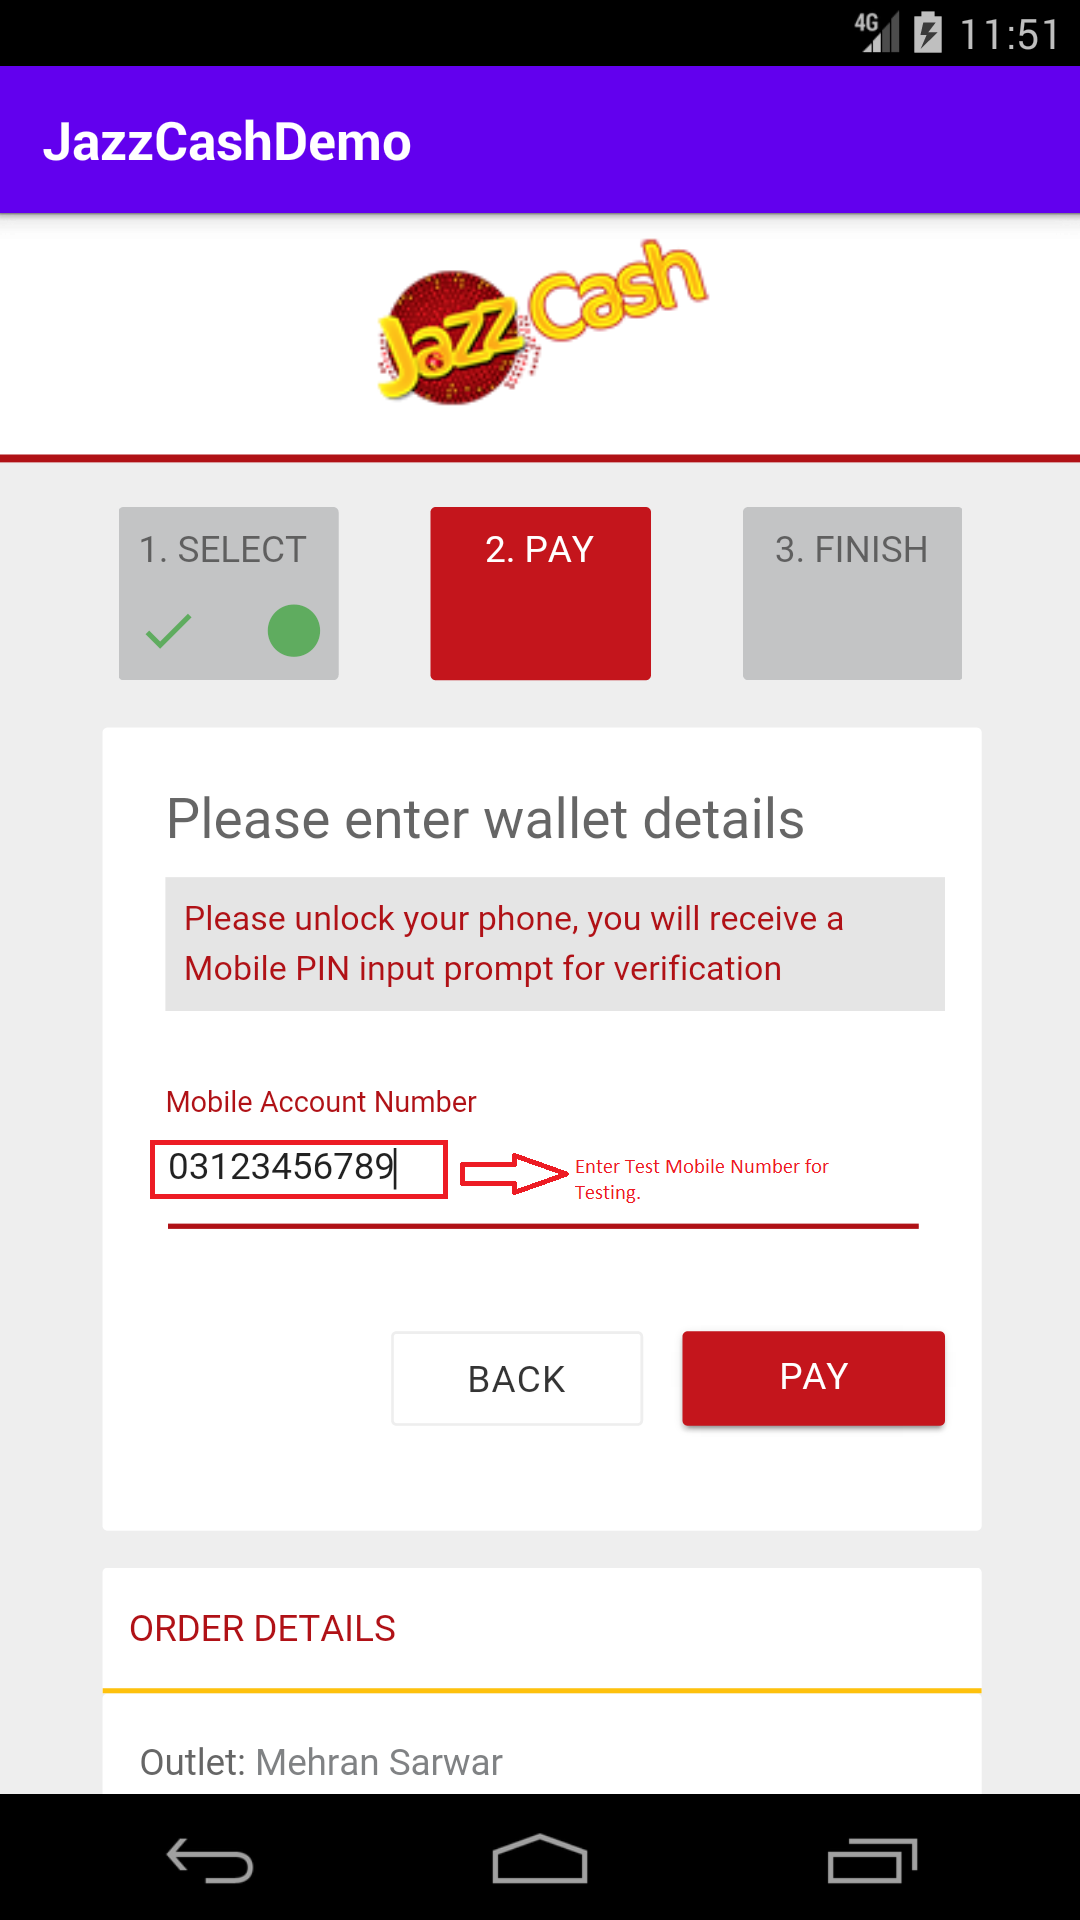 4G 11:51
JazzCashDemo
Jazz Cash
1. SELECT
2. PAY
3. FINISH
Please enter wallet details
Please unlock your phone, you will receive a
Mobile PIN input prompt for verification
Mobile Account Number
03123456789
Enter Test Mobile Number for
Testing.
BACK
PAY
ORDER DETAILS
Outlet: Mehran Sarwar